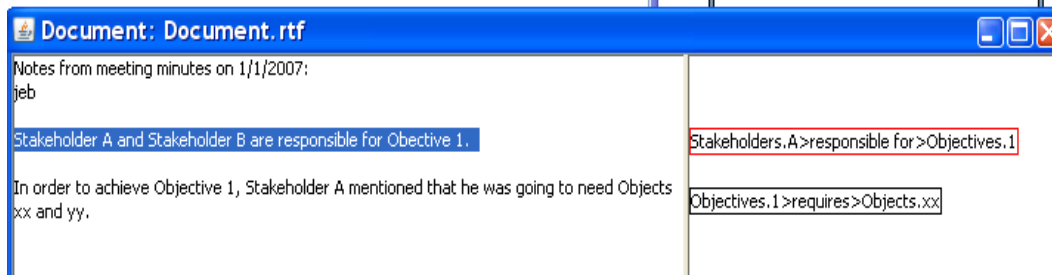 Document: Document.rtf
Notes from meeting minutes on 1/1/2007:
jeb
Stakeholder A and Stakeholder B are responsible for Obective 1.
In order to achieve Objective 1, Stakeholder A mentioned that he was going to need Objects
xx and yy.
Stakeholders.A>responsible for>Objectives.1
Objectives.1>requires>Objects.xx